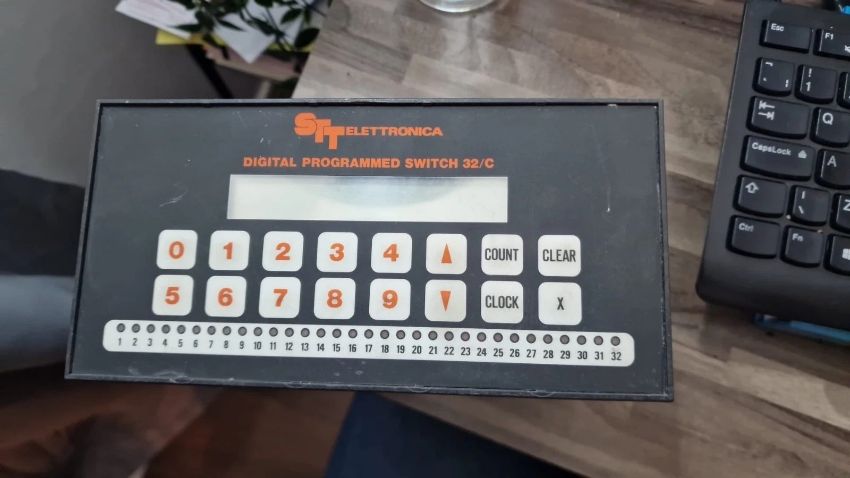 STT ELETTRONICA
DIGITAL PROGRAMMED SWITCH 32/C
0 1 2 3 4 ▲ COUNT CLEAR
5 6 7 8 9 ▼ CLOCK X
1 2 3 4 5 6 7 8 9 10 11 12 13 14 15 16 17 18 19 20 21 22 23 24 25 26 27 28 29 30 31 32
Esc F1
! 1
Q
CapsLock A
Z
Ctrl Fn